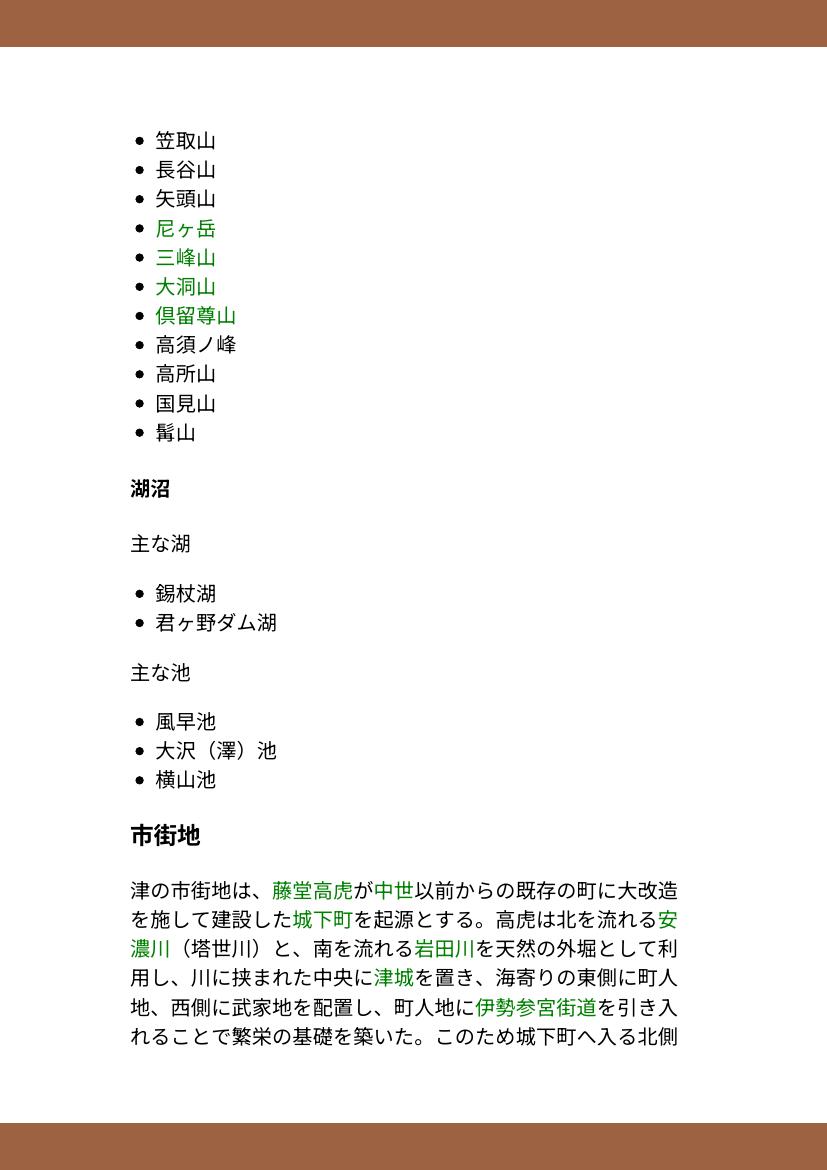 笠取山
長谷山
矢頭山
尼ヶ岳
三峰山
大洞山
倶留尊山
高須ノ峰
高所山
国見山
髯山
湖沼
主な湖
錫杖湖
君ヶ野ダム湖
主な池
風早池
大沢（澤）池
横山池
市街地
津の市街地は、藤堂高虎が中世以前からの既存の町に大改造
を施して建設した城下町を起源とする。高虎は北を流れる安
濃川（塔世川）と、南を流れる岩田川を天然の外堀として利
用し、川に挟まれた中央に津城を置き、海寄りの東側に町人
地、西側に武家地を配置し、町人地に伊勢参宮街道を引き入
れることで繁栄の基礎を築いた。このため城下町へ入る北側